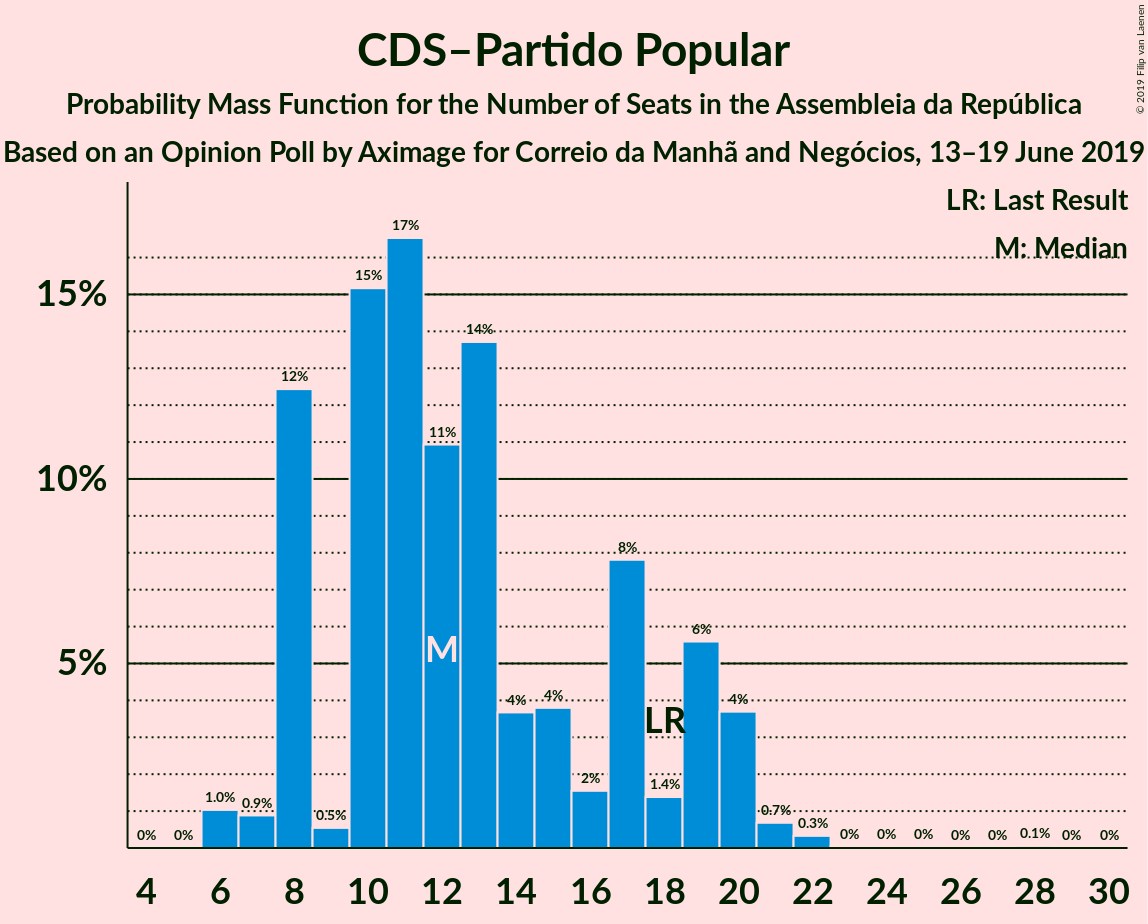 CDS–Partido Popular
Probability Mass Function for the Number of Seats in the Assembleia da República
Based on an Opinion Poll by Aximage for Correio da Manhã and Negócios, 13–19 June 2019
© 2019 Filip van Laenen
LR: Last Result
M: Median
15%
10%
5%
0% 0% 1.0% 0.9% 12% 0.5% 15% 17% 11% 14% 4% 4% 2% 8% 1.4% 6% 4% 0.7% 0.3% 0% 0% 0% 0% 0% 0.1% 0% 0%
M
LR
4 6 8 10 12 14 16 18 20 22 24 26 28 30